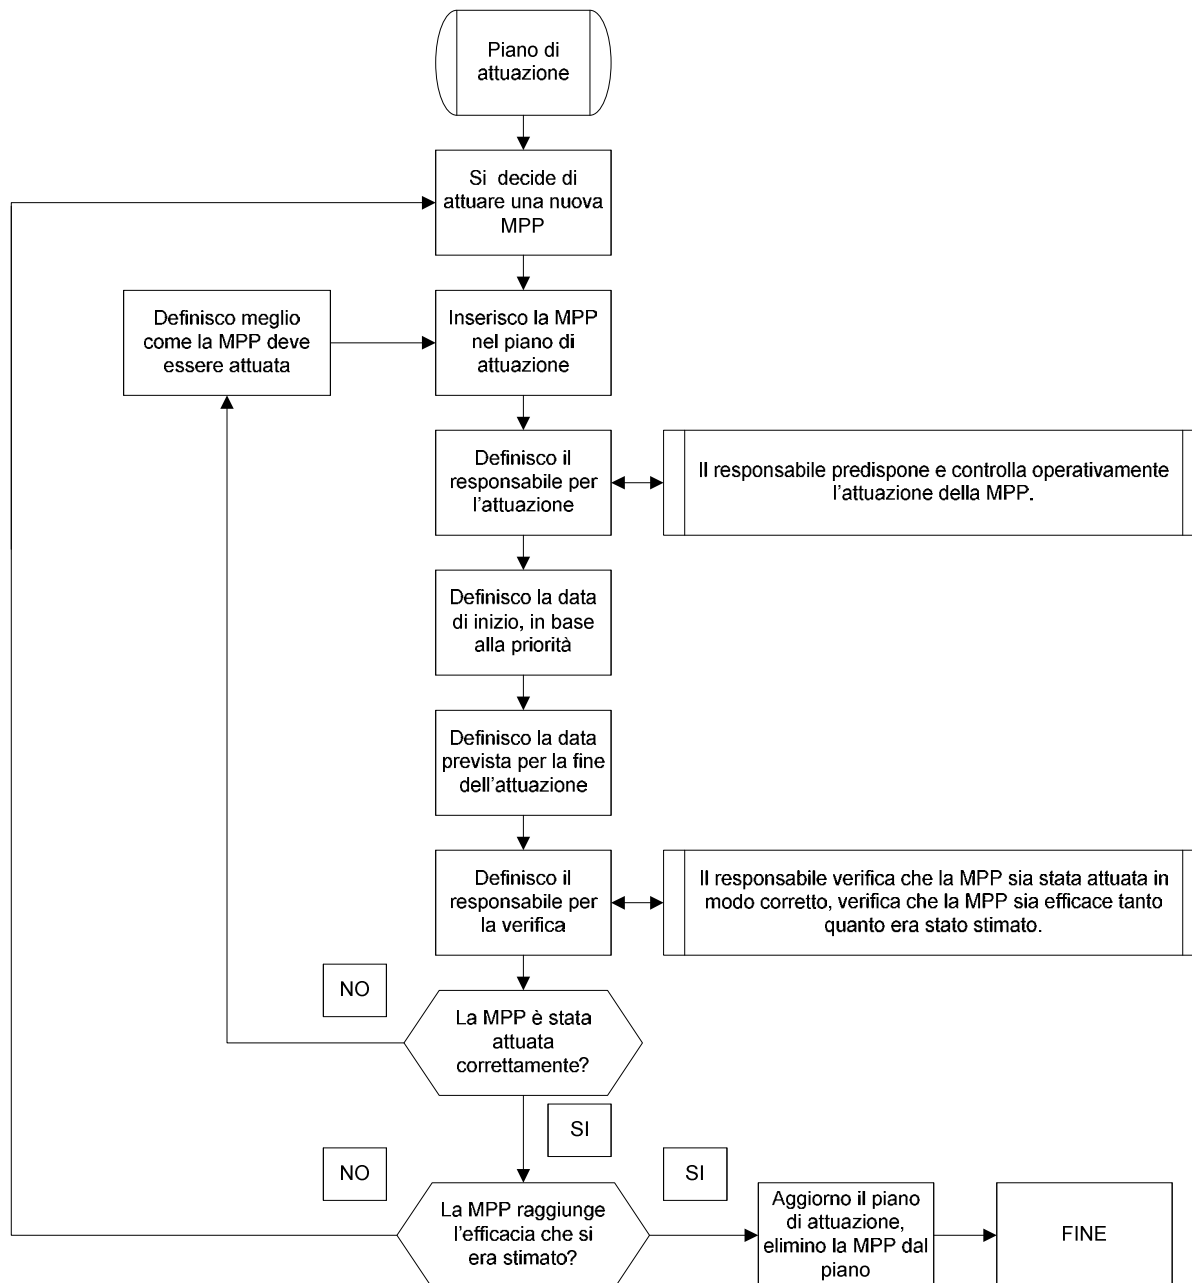 Piano di
attuazione
Si decide di
attuare una nuova
MPP
Definisco meglio
come la MPP deve
essere attuata
Inserisco la MPP
nel piano di
attuazione
Definisco il
responsabile per
l'attuazione
Il responsabile predispone e controlla operativamente
l'attuazione della MPP.
Definisco la data
di inizio, in base
alla priorità
Definisco la data
prevista per la fine
dell'attuazione
Definisco il
responsabile per
la verifica
Il responsabile verifica che la MPP sia stata attuata in
modo corretto, verifica che la MPP sia efficace tanto
quanto era stato stimato.
NO
La MPP è stata
attuata
correttamente?
SI
NO
La MPP raggiunge
l'efficacia che si
era stimato?
SI
Aggiorno il piano
di attuazione,
elimino la MPP dal
piano
FINE